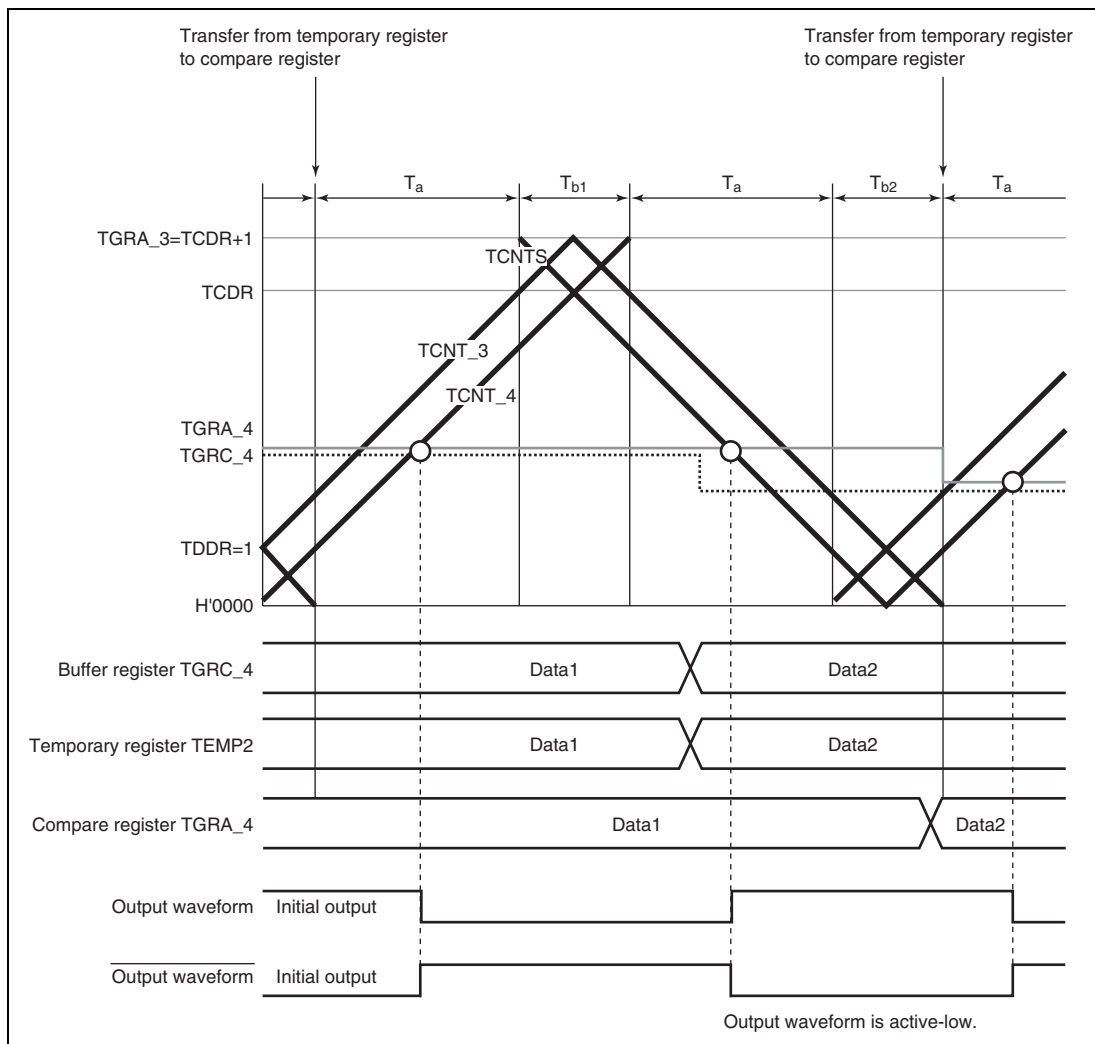 Transfer from temporary register
to compare register
Transfer from temporary register
to compare register
Ta
Tb1
Ta
Tb2
Ta
TGRA_3=TCDR+1
TCNTS
TCDR
TCNT_3
TCNT_4
TGRA_4
TGRC_4
TDDR=1
H'0000
Buffer register TGRC_4
Data1
Data2
Temporary register TEMP2
Data1
Data2
Compare register TGRA_4
Data1
Data2
Output waveform
Initial output
Output waveform
Initial output
Output waveform is active-low.